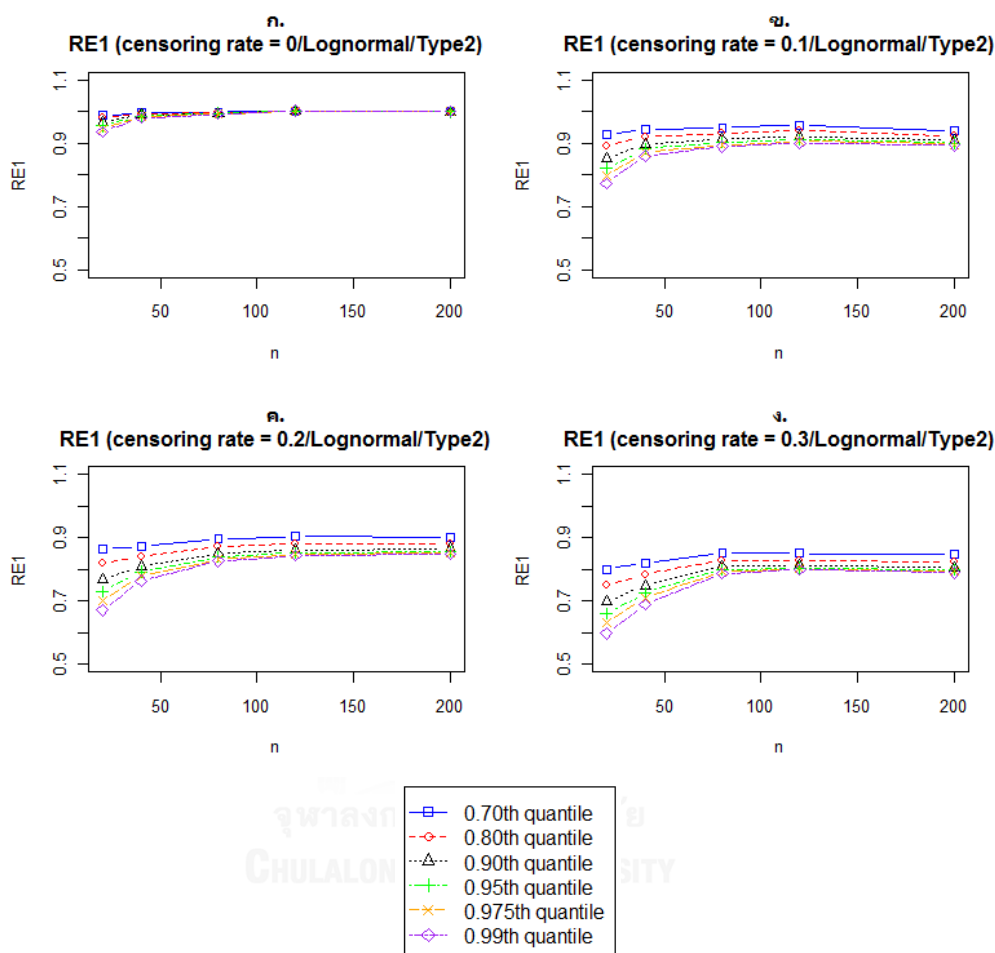 ก.
RE1 (censoring rate = 0/Lognormal/Type2)
RE1
0.5 0.7 0.9 1.1
50 100 150 200
n
ข.
RE1 (censoring rate = 0.1/Lognormal/Type2)
RE1
0.5 0.7 0.9 1.1
50 100 150 200
n
ค.
RE1 (censoring rate = 0.2/Lognormal/Type2)
RE1
0.5 0.7 0.9 1.1
50 100 150 200
n
ง.
RE1 (censoring rate = 0.3/Lognormal/Type2)
RE1
0.5 0.7 0.9 1.1
50 100 150 200
n
0.70th quantile
0.80th quantile
0.90th quantile
0.95th quantile
0.975th quantile
0.99th quantile